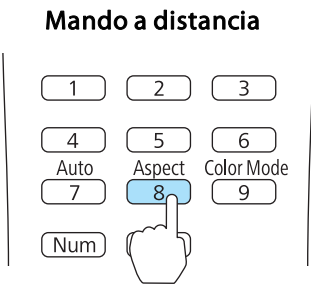 Mando a distancia
1 2 3
4 5 6
Auto Aspect Color Mode
7 8 9
Num